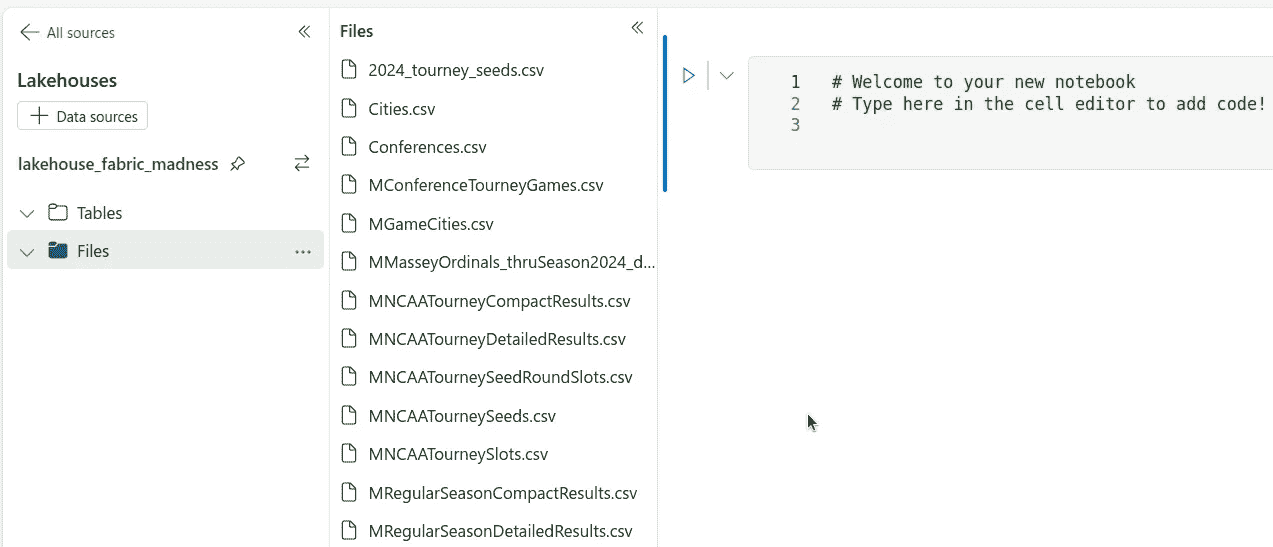 All sources
Lakehouses
Data sources
lakehouse_fabric_madness
Tables
Files
Files
2024_tourney_seeds.csv
Cities.csv
Conferences.csv
MConferenceTourneyGames.csv
MGameCities.csv
MMasseyOrdinals_thruSeason2024_d...
MNCAATourneyCompactResults.csv
MNCAATourneyDetailedResults.csv
MNCAATourneySeedRoundSlots.csv
MNCAATourneySeeds.csv
MNCAATourneySlots.csv
MRegularSeasonCompactResults.csv
MRegularSeasonDetailedResults.csv
1 # Welcome to your new notebook
2 # Type here in the cell editor to add code!
3